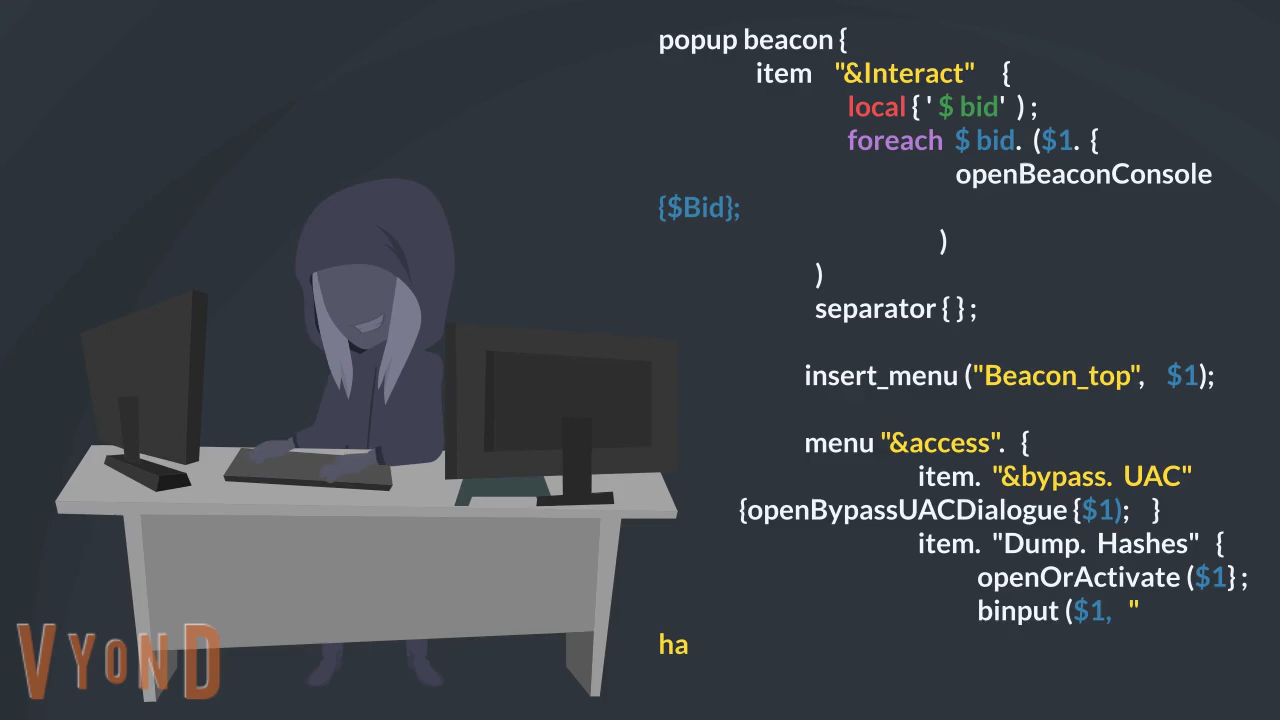 popup beacon {
item "&Interact" {
local { ' $ bid' ) ;
foreach $ bid. ($1. {
openBeaconConsole
{$Bid};
)
)
separator { } ;
insert_menu ("Beacon_top", $1);
menu "&access". {
item. "&bypass. UAC"
{openBypassUACDialogue {$1); }
item. "Dump. Hashes" {
openOrActivate ($1} ;
binput ($1, "
ha
VYOND